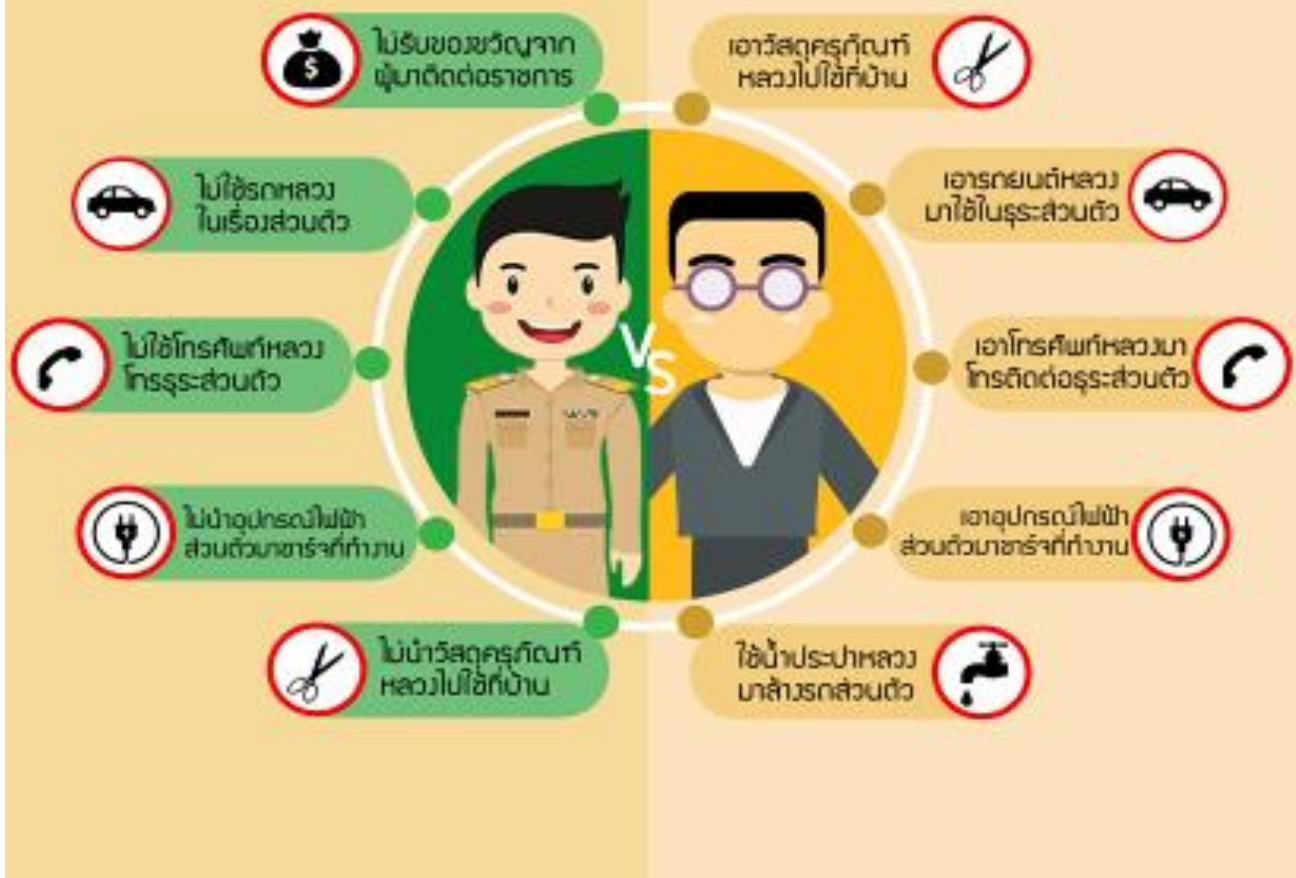 ไม่รับของขวัญจาก
ผู้มาติดต่อราชการ
ไม่ใช้รถหลวง
ในเรื่องส่วนตัว
ไม่ใช้โทรศัพท์หลวง
โทรธุระส่วนตัว
ไม่นำอุปกรณ์ไฟฟ้า
ส่วนตัวมาชาร์จที่ทำงาน
ไม่นำวัสดุครุภัณฑ์
หลวงไปใช้ที่บ้าน
VS
เอาวัสดุครุภัณฑ์
หลวงไปใช้ที่บ้าน
เอารถยนต์หลวง
มาใช้ในธุระส่วนตัว
เอาโทรศัพท์หลวงมา
โทรติดต่อธุระส่วนตัว
เอาอุปกรณ์ไฟฟ้า
ส่วนตัวมาชาร์จที่ทำงาน
ใช้น้ำประปาหลวง
มาล้างรถส่วนตัว